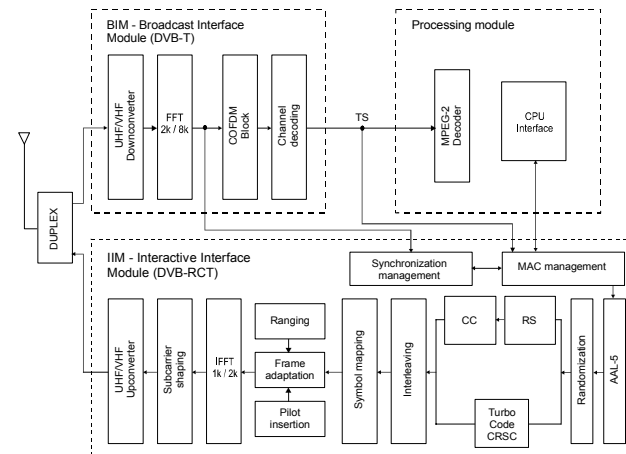 BIM - Broadcast Interface
Module (DVB-T)
Processing module
UHF/VHF
Downconverter
FFT
2k / 8k
COFDM
Block
Channel
decoding
TS
MPEG-2
Decoder
CPU
Interface
DUPLEX
IIM - Interactive Interface
Module (DVB-RCT)
Synchronization
management
MAC management
UHF/VHF
Upconverter
Subcarrier
shaping
IFFT
1k / 2k
Ranging
Frame
adaptation
Pilot
insertion
Symbol mapping
Interleaving
CC
RS
Turbo
Code
CRSC
Randomization
AAL-5